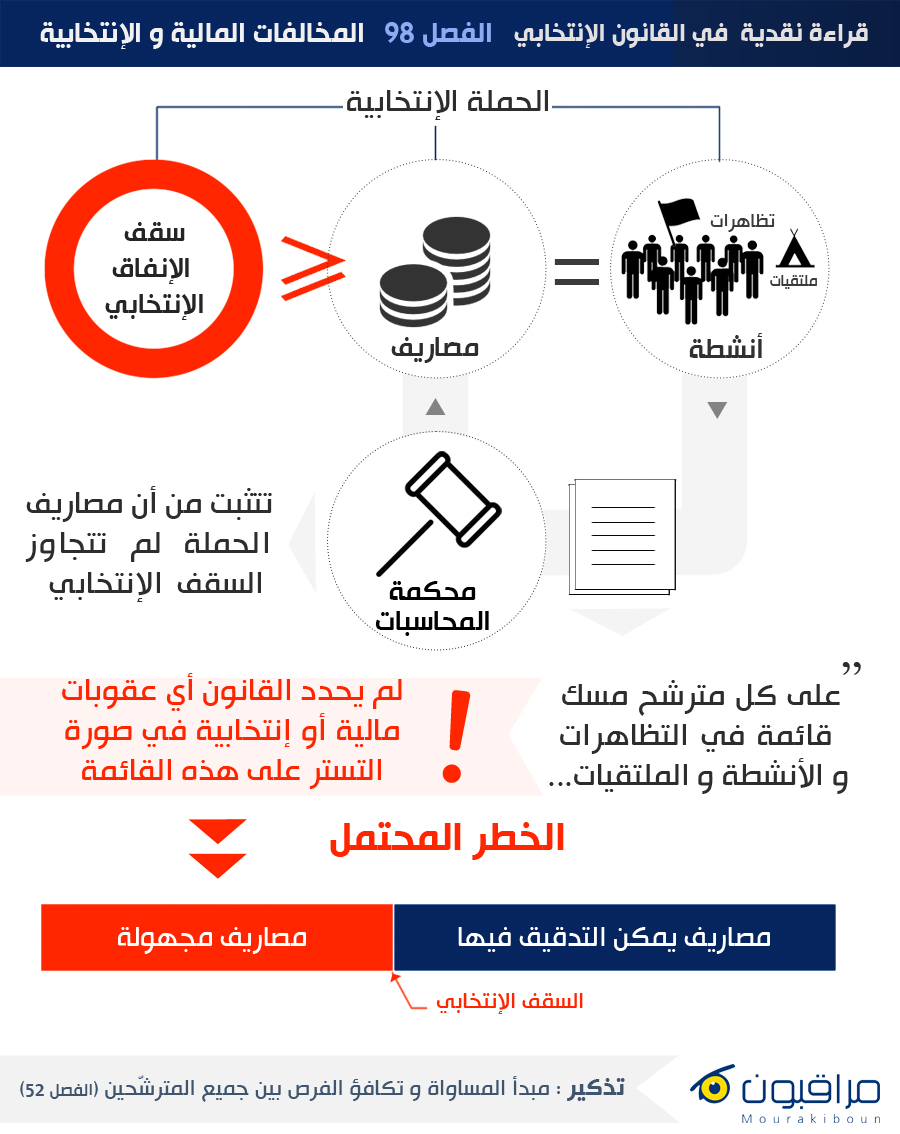 قراءة نقدية في القانون الإنتخابي الفصل 98 المخالفات المالية و الإنتخابية
الحملة الإنتخابية
تظاهرات
ملتقيات
أنشطة
=
مصاريف
⩾
سقف
الإنفاق
الإنتخابي
محكمة
المحاسبات
تتثبت من أن مصاريف
الحملة لم تتجاوز
السقف الإنتخابي
”على كل مترشح مسك
قائمة في التظاهرات
و الأنشطة و الملتقيات...
!
لم يحدد القانون أي عقوبات
مالية أو إنتخابية في صورة
التستر على هذه القائمة
الخطر المحتمل
مصاريف يمكن التدقيق فيها
مصاريف مجهولة
السقف الإنتخابي
تذكير : مبدأ المساواة و تكافؤ الفرص بين جميع المترشّحين (الفصل 52)
مراقبون
Mourakiboun